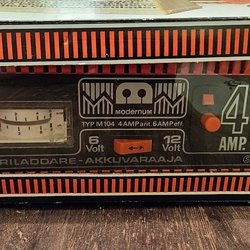 MODERNUM
TYP M104 4AMParit. 6AMPeff.
6 Volt
12 Volt
4 AMP.
RILADDARE-AKKUVARAAJA